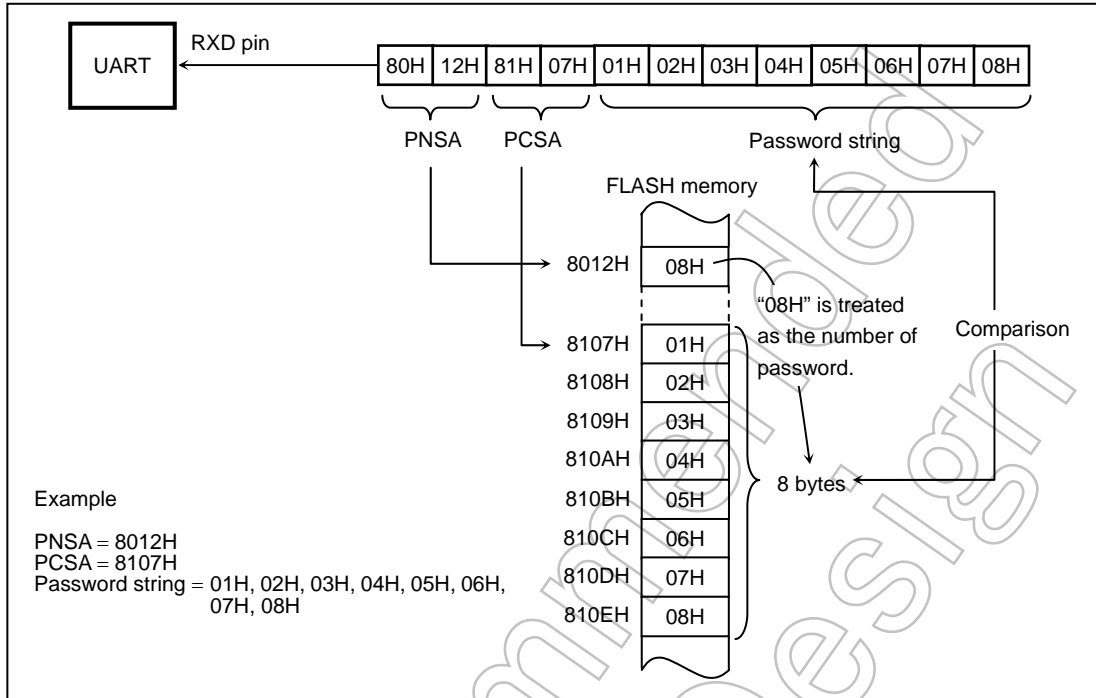 UART
RXD pin
80H 12H 81H 07H 01H 02H 03H 04H 05H 06H 07H 08H
PNSA PCSA Password string
FLASH memory
8012H 08H
“08H” is treated
as the number of
password.
Comparison
8107H 01H
8108H 02H
8109H 03H
810AH 04H
810BH 05H
810CH 06H
810DH 07H
810EH 08H
8 bytes
Example
PNSA = 8012H
PCSA = 8107H
Password string = 01H, 02H, 03H, 04H, 05H, 06H,
07H, 08H
mmended
esign